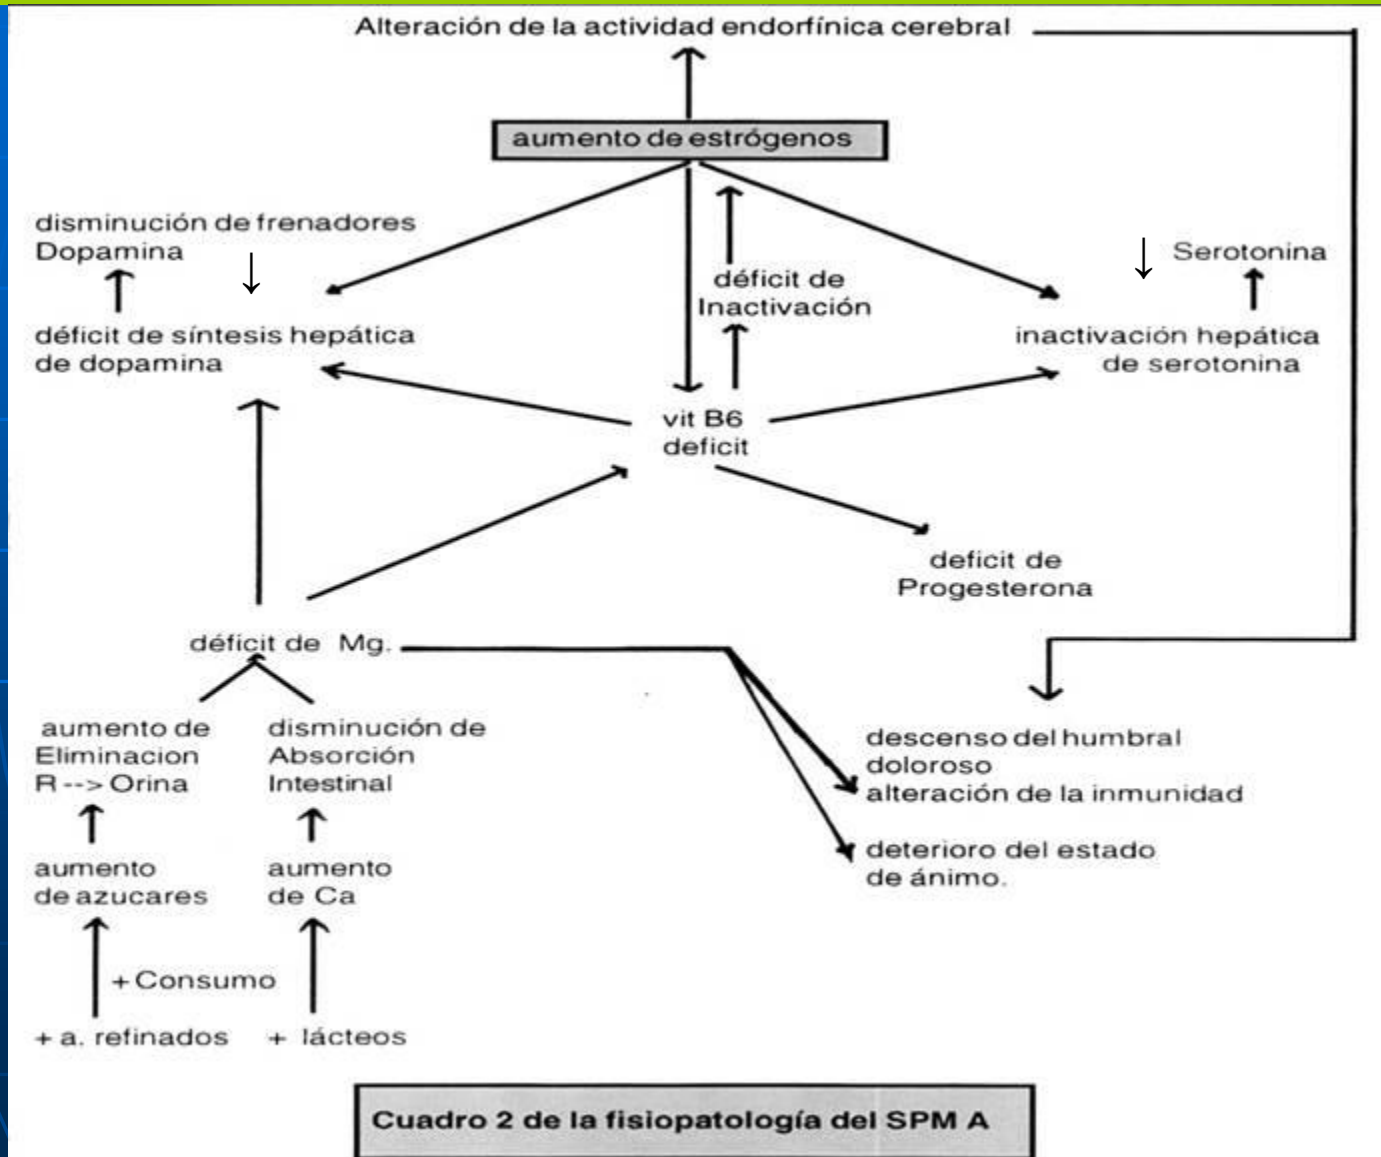 Alteración de la actividad endorfínica cerebral
aumento de estrógenos
disminución de frenadores
Dopamina
↓
déficit de síntesis hepática
de dopamina
déficit de
Inactivación
↓ Serotonina
inactivación hepática
de serotonina
vit B6
deficit
deficit de
Progesterona
déficit de Mg.
aumento de
Eliminacion
R --> Orina
disminución de
Absorción
Intestinal
aumento
de azucares
aumento
de Ca
+ Consumo
+ a. refinados
+ lácteos
descenso del humbral
doloroso
alteración de la inmunidad
deterioro del estado
de ánimo.
Cuadro 2 de la fisiopatología del SPM A